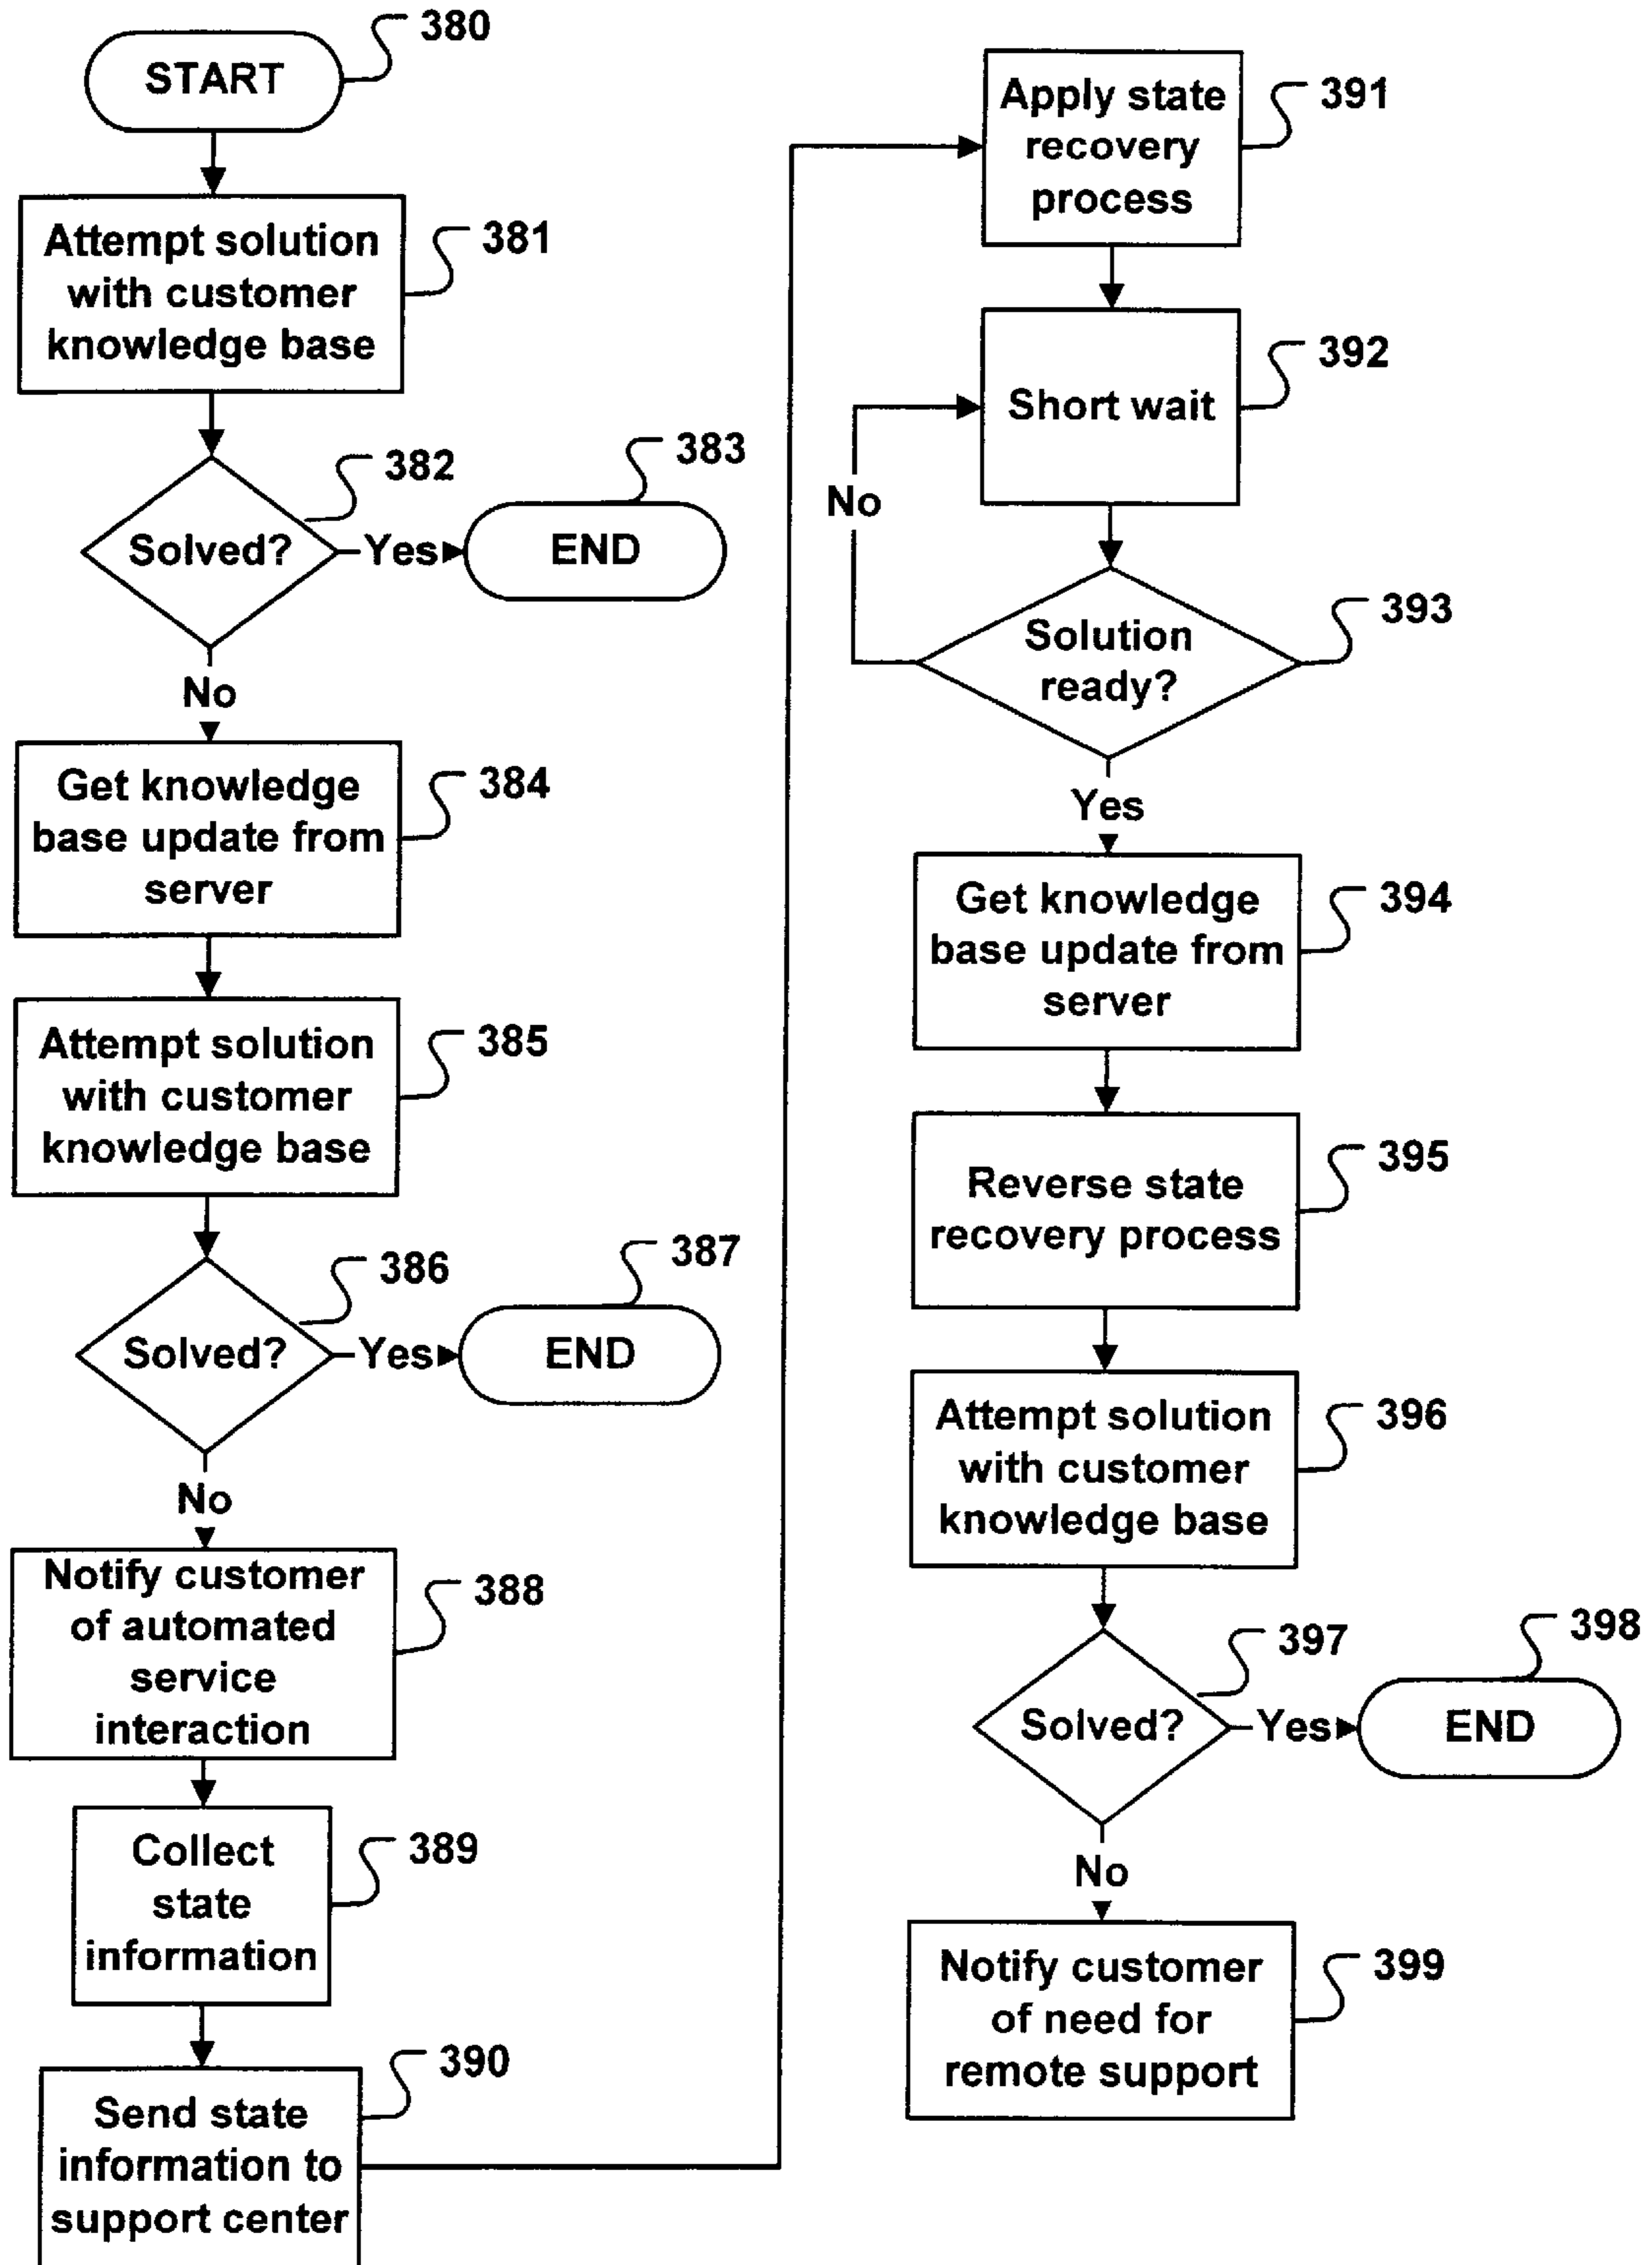 START
380
Attempt solution
with customer
knowledge base
381
Solved?
382
Yes
END
383
No
Get knowledge
base update from
server
384
Attempt solution
with customer
knowledge base
385
Solved?
386
Yes
END
387
No
Notify customer
of automated
service
interaction
388
Collect
state
information
389
Send state
information to
support center
390
Apply state
recovery
process
391
Short wait
392
No
Solution
ready?
393
Yes
Get knowledge
base update from
server
394
Reverse state
recovery process
395
Attempt solution
with customer
knowledge base
396
Solved?
397
Yes
END
398
No
Notify customer
of need for
remote support
399